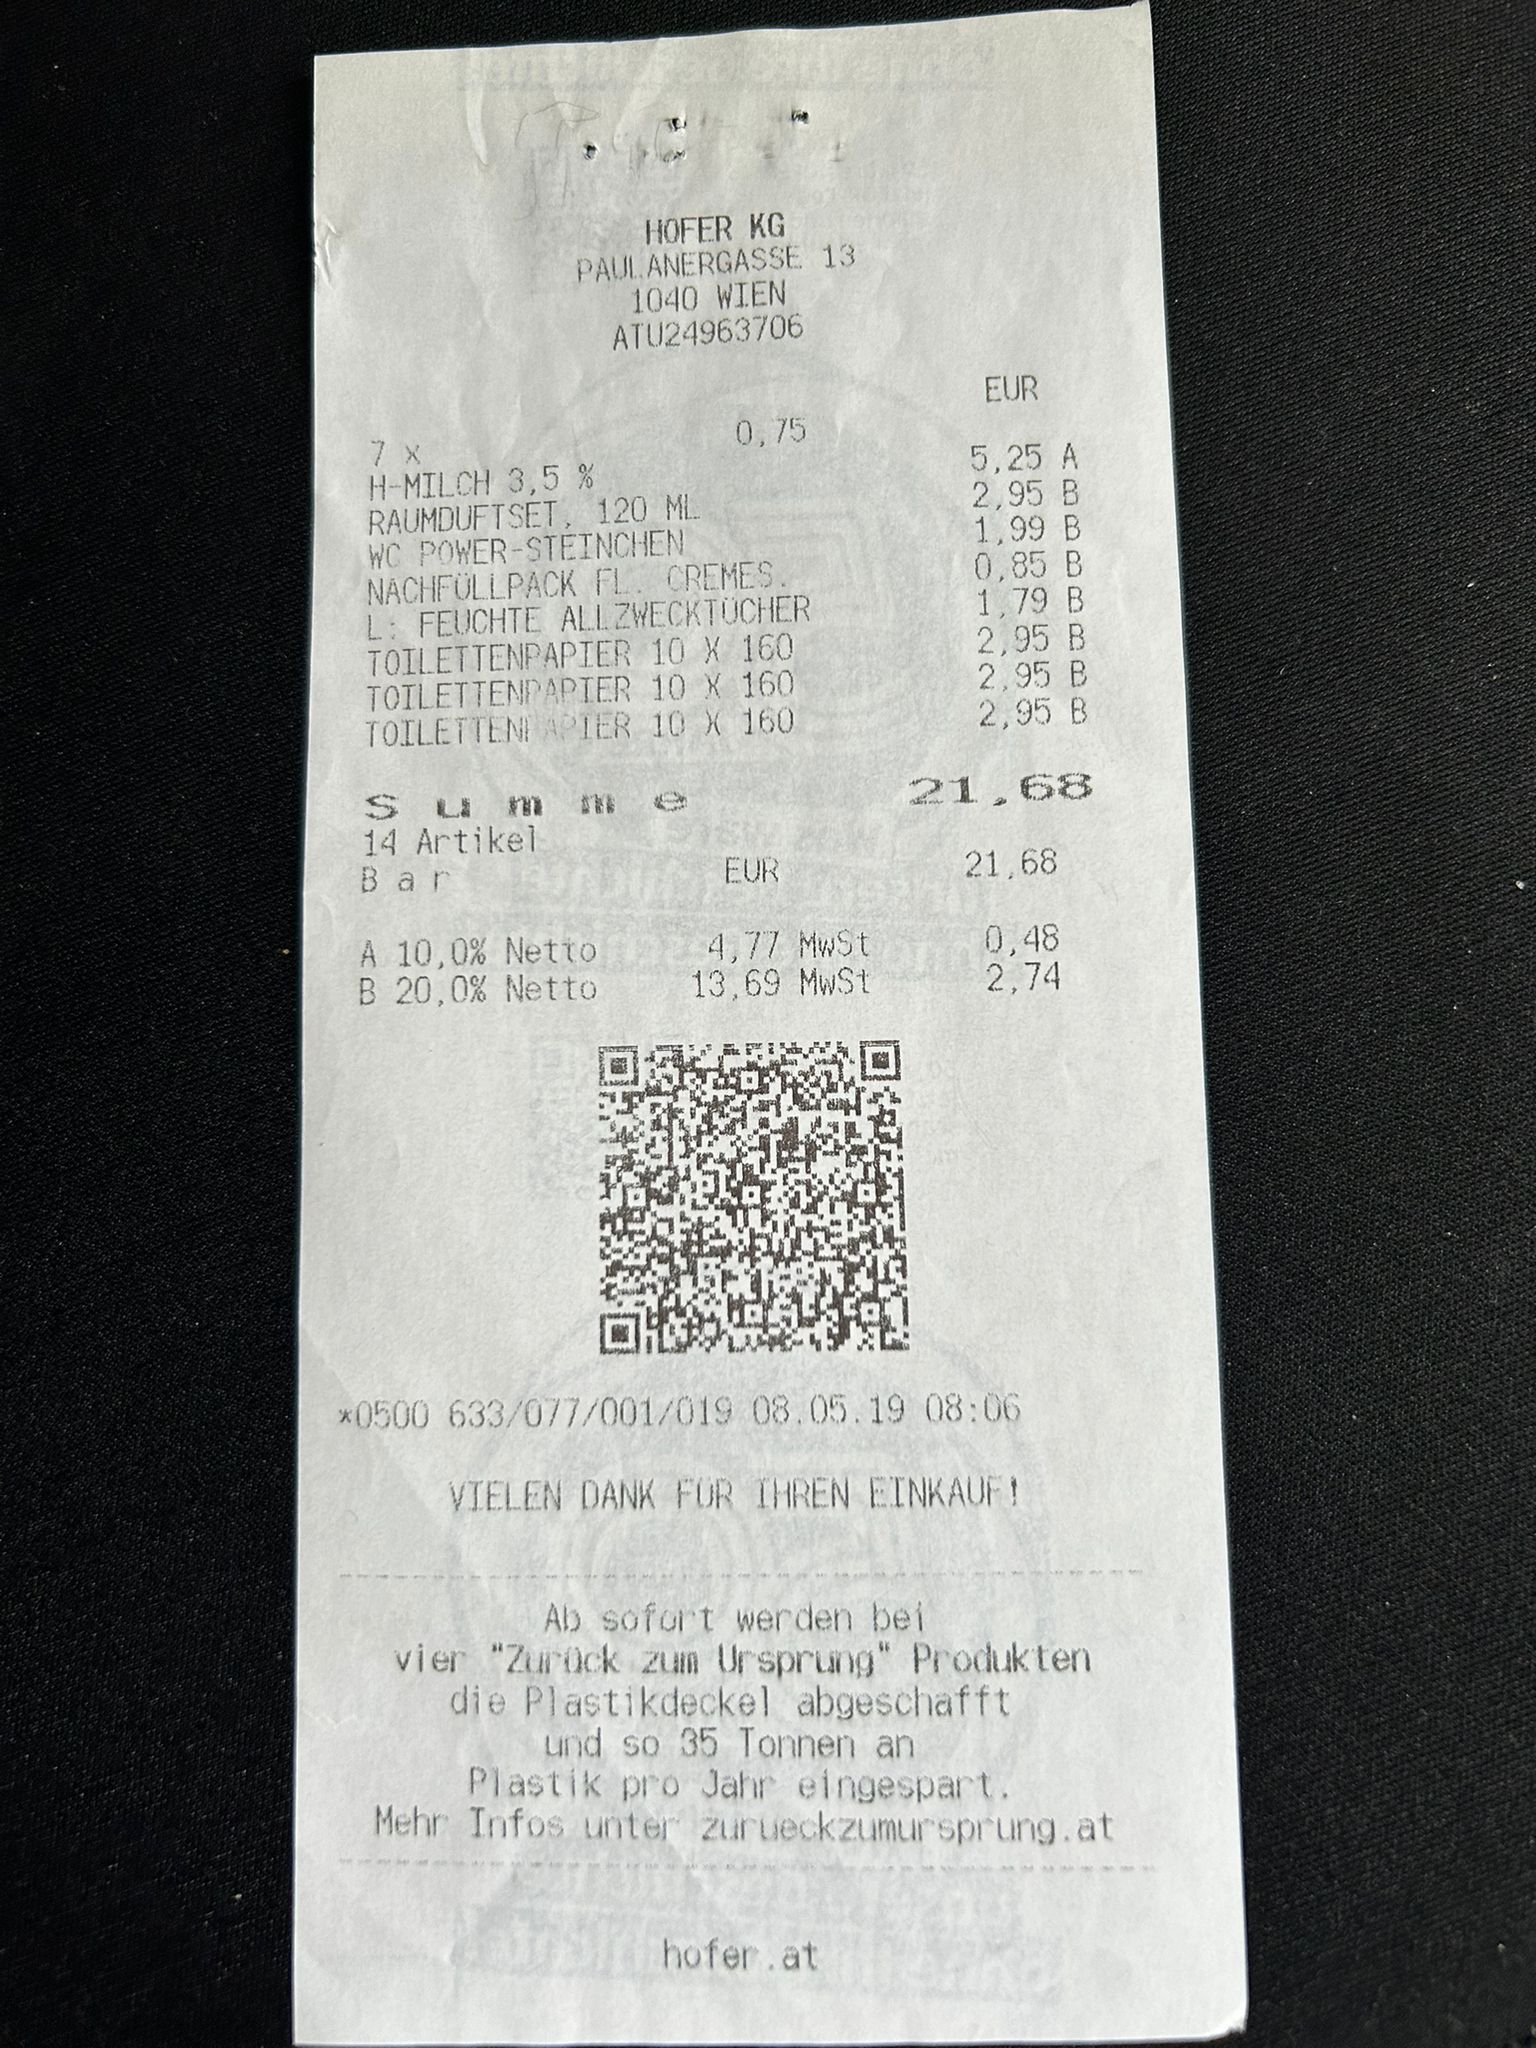 HOFER KG
PAULANERGASSE 13
1040 WIEN
ATU24963706
EUR
7 x 0,75
H-MILCH 3,5 % 5,25 A
RAUMDUFTSET, 120 ML 2,95 B
WC POWER-STEINCHEN 1,99 B
NACHFÜLLPACK FL. CREMES. 0,85 B
L: FEUCHTE ALLZWECKTÜCHER 1,79 B
TOILETTENPAPIER 10 X 160 2,95 B
TOILETTENPAPIER 10 X 160 2,95 B
TOILETTENPAPIER 10 X 160 2,95 B
Summe 21,68
14 Artikel
Bar EUR 21,68
A 10,0% Netto 4,77 MwSt 0,48
B 20,0% Netto 13,69 MwSt 2,74
*0500 633/077/001/019 08.05.19 08:06
VIELEN DANK FÜR IHREN EINKAUF!
Ab sofort werden bei
vier "Zurück zum Ursprung" Produkten
die Plastikdeckel abgeschafft
und so 35 Tonnen an
Plastik pro Jahr eingespart.
Mehr Infos unter zurueckzumursprung.at
hofer.at